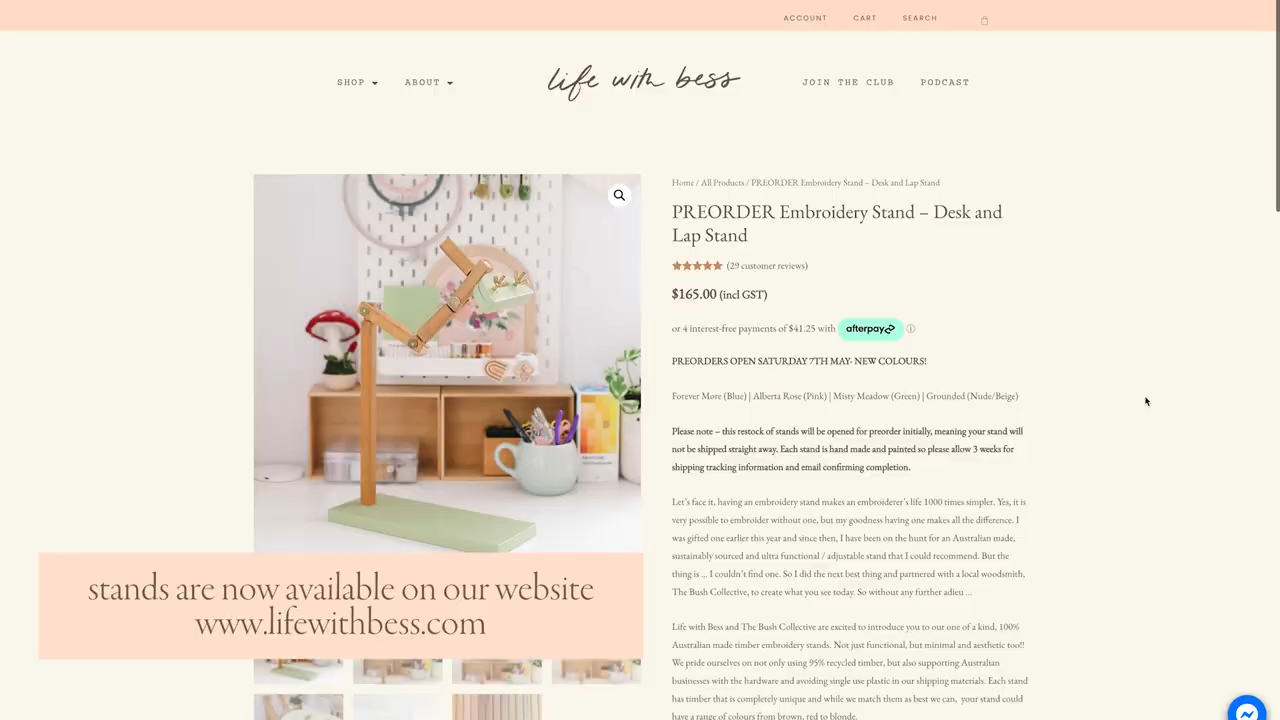 ACCOUNT CART SEARCH
SHOP ABOUT
life with bess
JOIN THE CLUB PODCAST
Home / All Products / PREORDER Embroidery Stand – Desk and Lap Stand
PREORDER Embroidery Stand – Desk and
Lap Stand
(29 customer reviews)
$165.00 (incl GST)
or 4 interest-free payments of $41.25 with afterpay
PREORDERS OPEN SATURDAY 7TH MAY- NEW COLOURS!
Forever More (Blue) | Alberta Rose (Pink) | Misty Meadow (Green) | Grounded (Nude/Beige)
Please note – this restock of stands will be opened for preorder initially, meaning your stand will
not be shipped straight away. Each stand is hand made and painted so please allow 3 weeks for
shipping tracking information and email confirming completion.
Let's face it, having an embroidery stand makes an embroiderer's life 1000 times simpler. Yes, it is
very possible to embroider without one, but my goodness having one makes all the difference. I
was gifted one earlier this year and since then, I have been on the hunt for an Australian made,
sustainably sourced and ultra functional / adjustable stand that I could recommend. But the
thing is ... I couldn't find one. So I did the next best thing and partnered with a local woodsmith,
The Bush Collective, to create what you see today. So without any further adieu ...
Life with Bess and The Bush Collective are excited to introduce you to our one of a kind, 100%
Australian made timber embroidery stands. Not just functional, but minimal and aesthetic too!!
We pride ourselves on not only using 95% recycled timber, but also supporting Australian
businesses with the hardware and avoiding single use plastic in our shipping materials. Each stand
has timber that is completely unique and while we match them as best we can, your stand could
have a range of colours from brown, red to blonde.
stands are now available on our website
www.lifewithbess.com